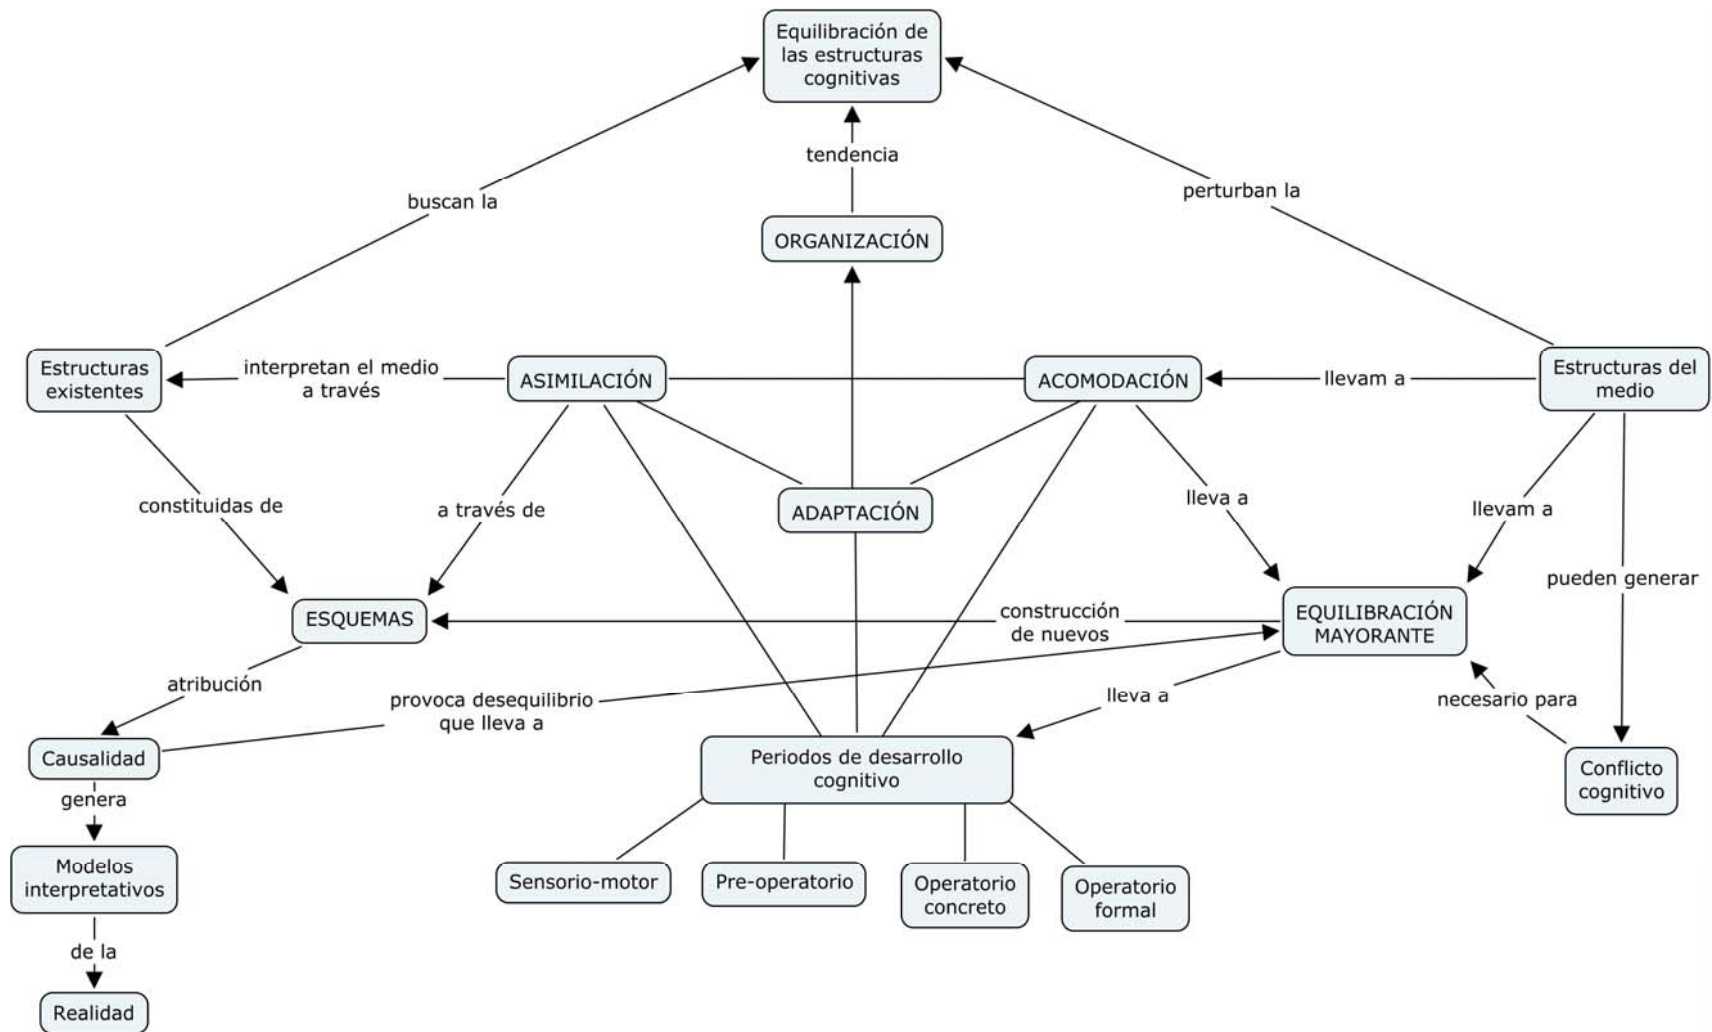 Equilibración de
las estructuras
cognitivas
tendencia
buscan la
perturban la
ORGANIZACIÓN
Estructuras
existentes
interpretan el medio
a través
ASIMILACIÓN
ACOMODACIÓN
llevam a
Estructuras del
medio
constituidas de
a través de
ADAPTACIÓN
lleva a
llevam a
pueden generar
ESQUEMAS
construcción
de nuevos
EQUILIBRACIÓN
MAYORANTE
atribución
provoca desequilibrio
que lleva a
lleva a
necesario para
Causalidad
Periodos de desarrollo
cognitivo
Conflicto
cognitivo
genera
Modelos
interpretativos
Sensorio-motor
Pre-operatorio
Operatorio
concreto
Operatorio
formal
de la
Realidad